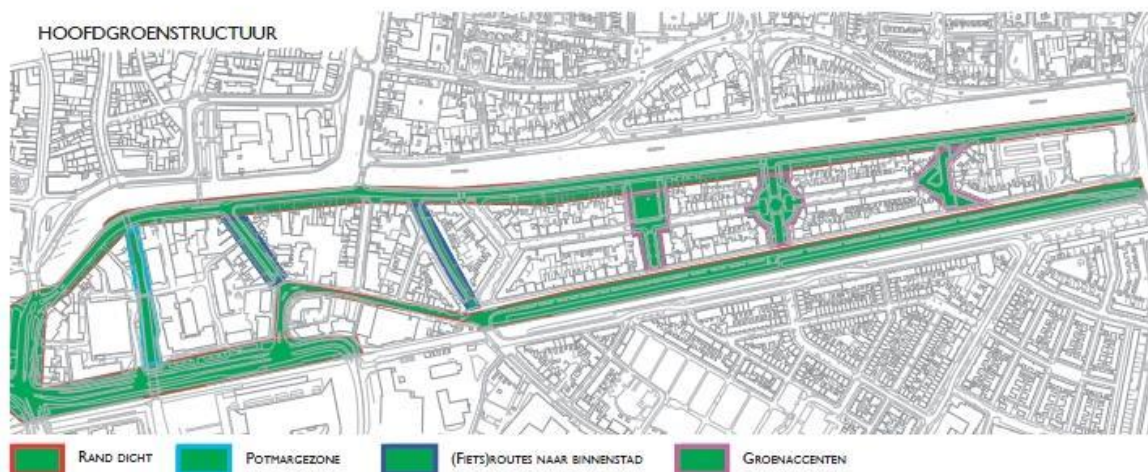 HOOFDGROENSTRUCTUUR
RAND DICHT
POTMARGEZONE
(FIETS)ROUTES NAAR BINNENSTAD
GROENACCENTEN